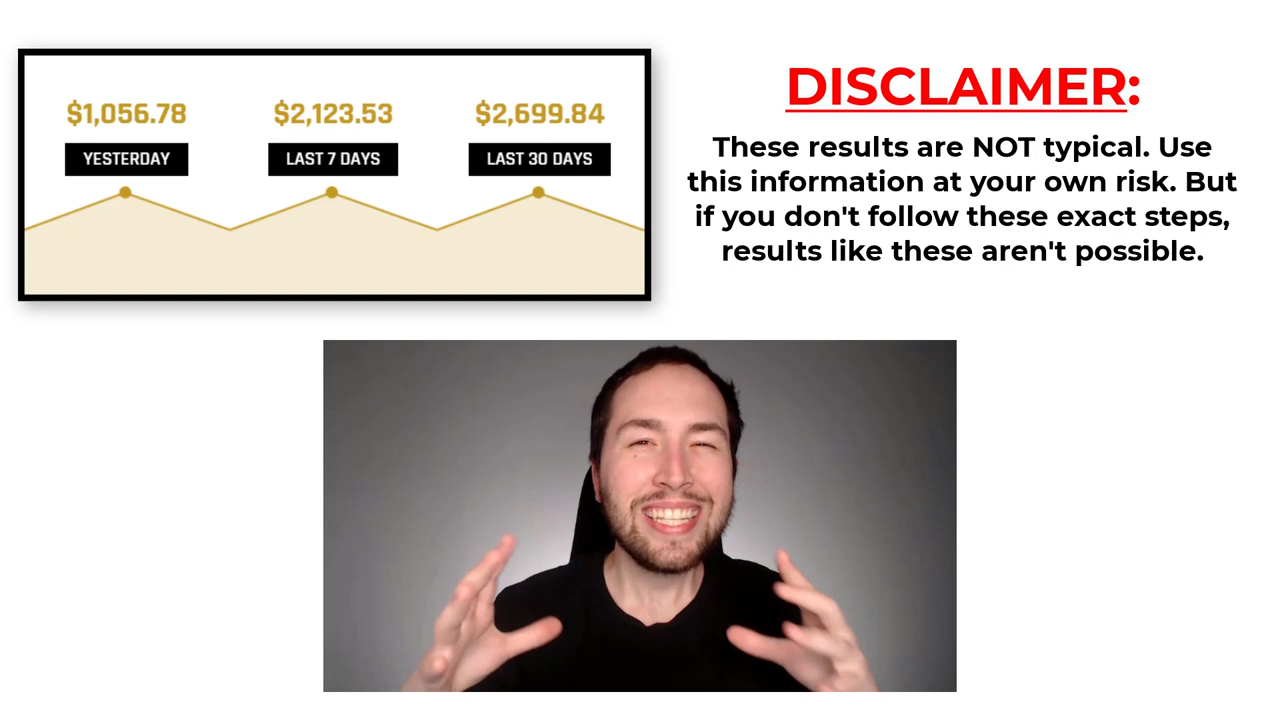 $1,056.78 $2,123.53 $2,699.84
YESTERDAY LAST 7 DAYS LAST 30 DAYS
DISCLAIMER:
These results are NOT typical. Use
this information at your own risk. But
if you don't follow these exact steps,
results like these aren't possible.